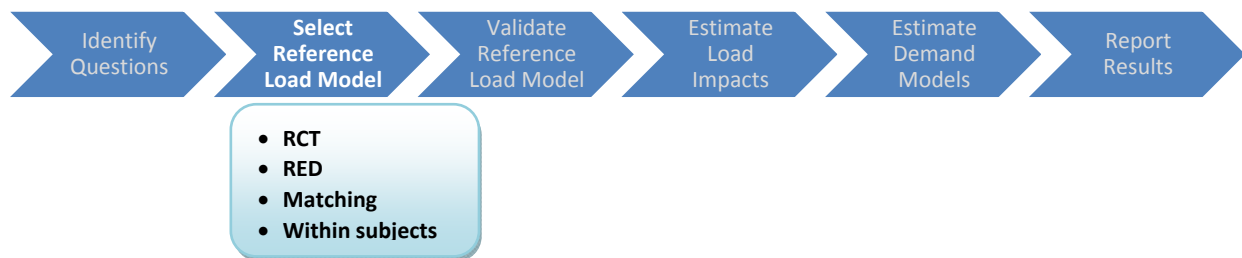 Identify
Questions
Select
Reference
Load Model
Validate
Reference
Load Model
Estimate
Load
Impacts
Estimate
Demand
Models
Report
Results
• RCT
• RED
• Matching
• Within subjects